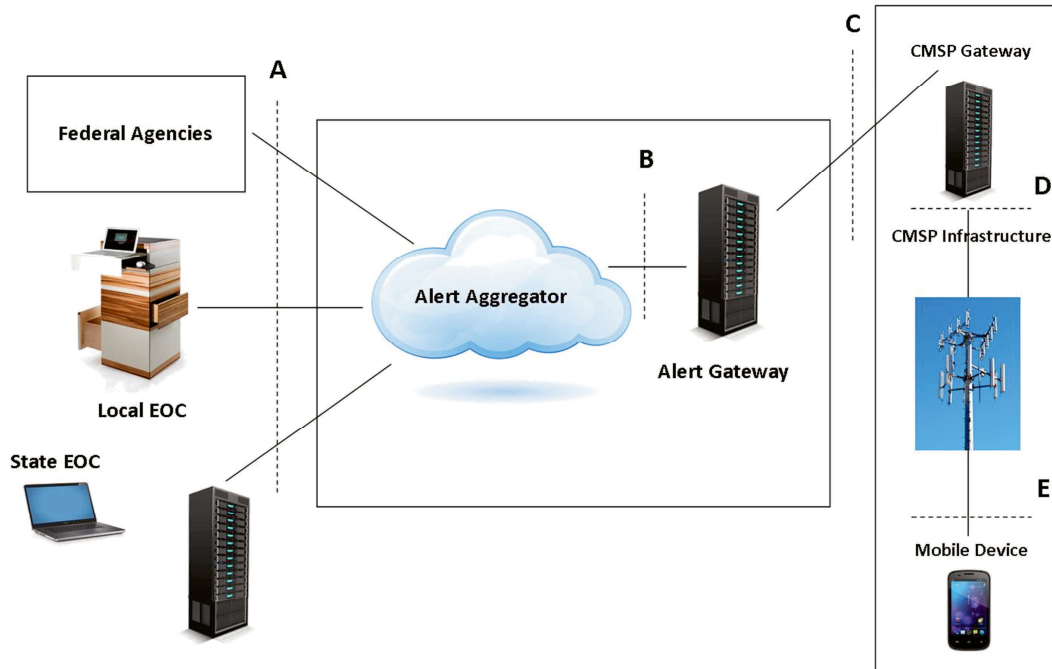 A
Federal Agencies
Local EOC
State EOC
Alert Aggregator
B
Alert Gateway
C
CMSP Gateway
D
CMSP Infrastructure
E
Mobile Device